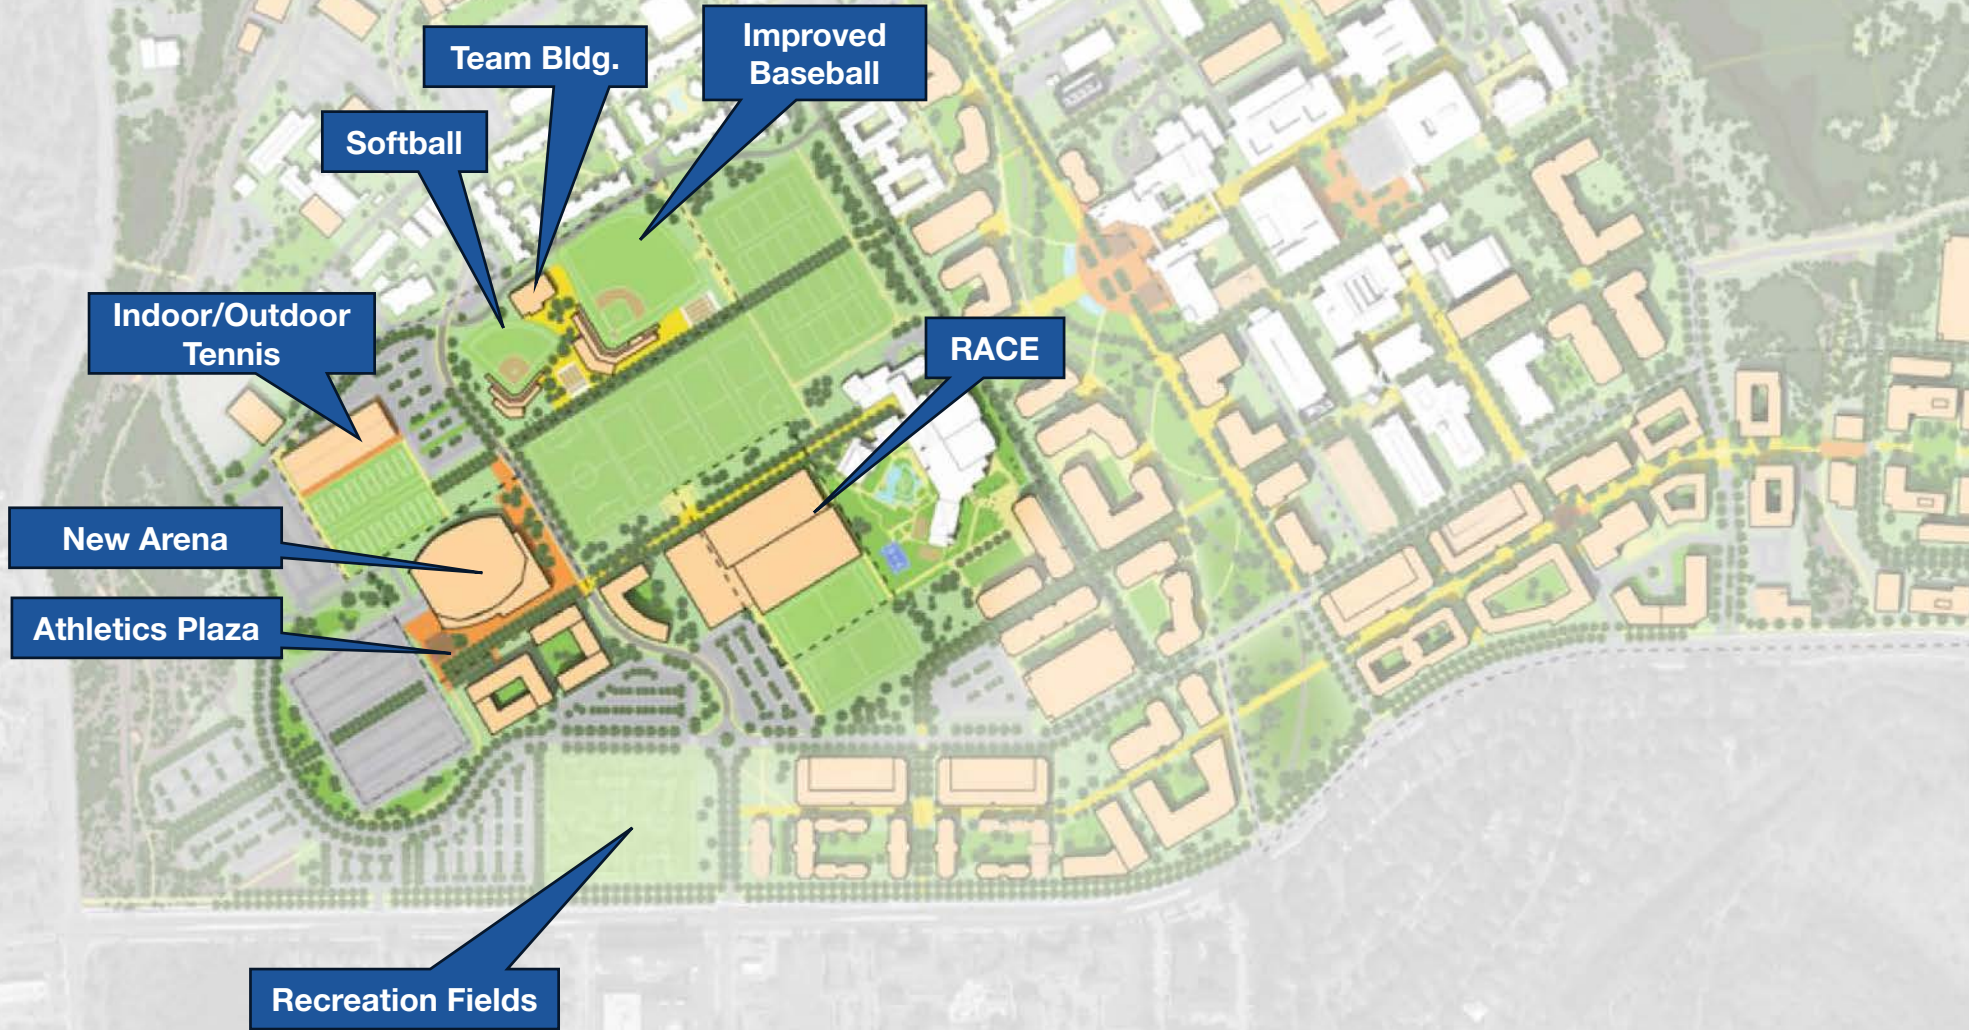 Improved
Baseball
Team Bldg.
Softball
Indoor/Outdoor
Tennis
RACE
New Arena
Athletics Plaza
Recreation Fields